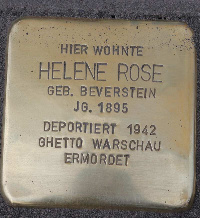 HIER WOHNTE
HELENE ROSE
GEB. BEVERSTEIN
JG. 1895
DEPORTIERT 1942
GHETTO WARSCHAU
ERMORDET